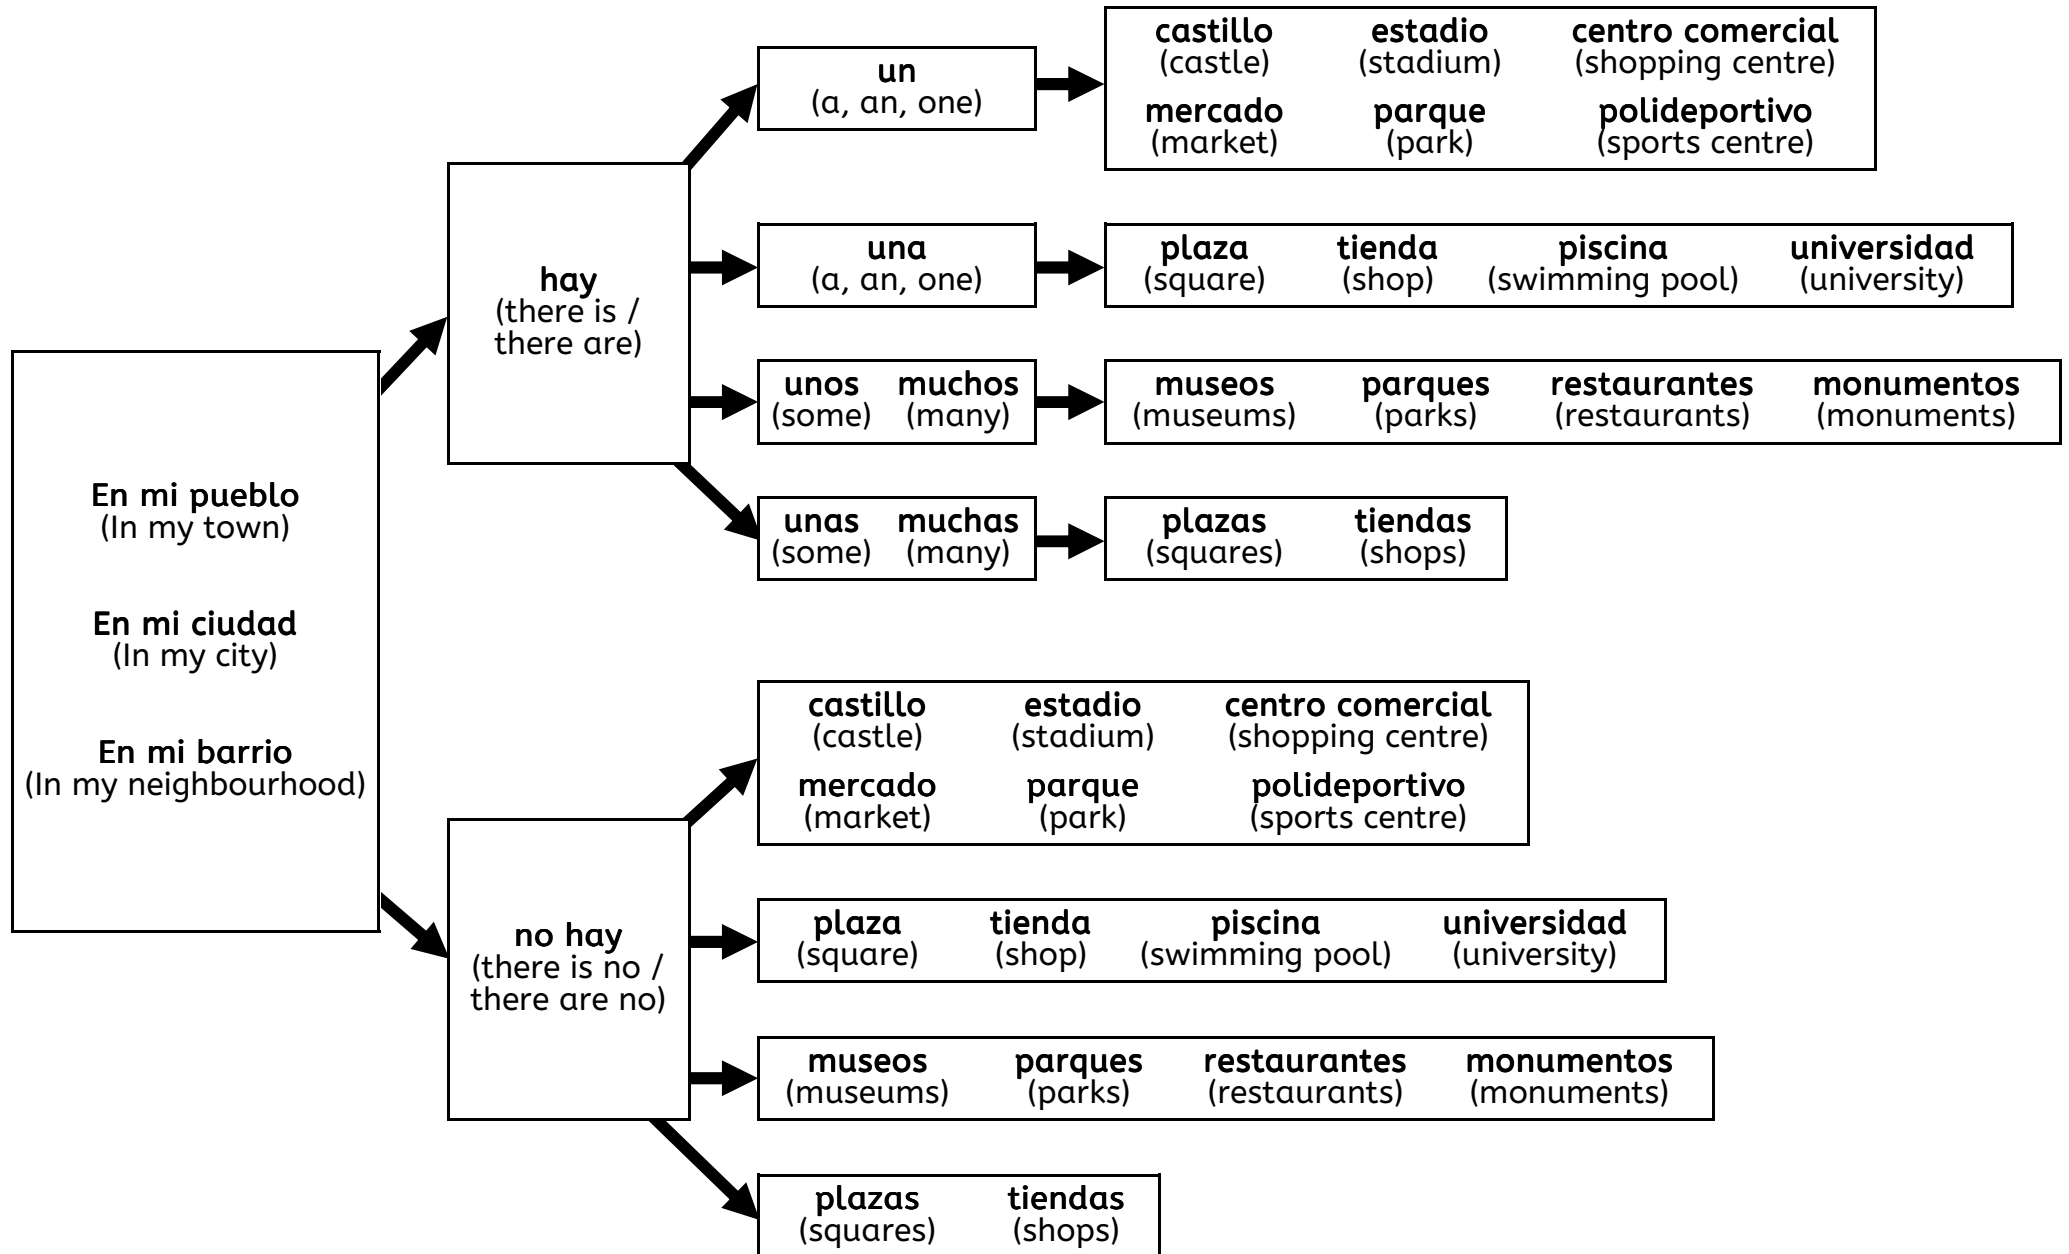 En mi pueblo
(In my town)
En mi ciudad
(In my city)
En mi barrio
(In my neighbourhood)
hay
(there is /
there are)
un
(a, an, one)
castillo estadio centro comercial
(castle) (stadium) (shopping centre)
mercado parque polideportivo
(market) (park) (sports centre)
una
(a, an, one)
plaza tienda piscina universidad
(square) (shop) (swimming pool) (university)
unos muchos
(some) (many)
museos parques restaurantes monumentos
(museums) (parks) (restaurants) (monuments)
unas muchas
(some) (many)
plazas tiendas
(squares) (shops)
no hay
(there is no /
there are no)
castillo estadio centro comercial
(castle) (stadium) (shopping centre)
mercado parque polideportivo
(market) (park) (sports centre)
plaza tienda piscina universidad
(square) (shop) (swimming pool) (university)
museos parques restaurantes monumentos
(museums) (parks) (restaurants) (monuments)
plazas tiendas
(squares) (shops)